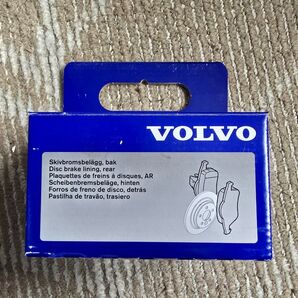 VOLVO
Skivbromsbelägg, bak
Disc brake lining, rear
Plaquettes de freins à disques, AR
Scheibenbremsbeläge, hinten
Forros de freno de disco, detrás
Pastilha de travão, trasiero